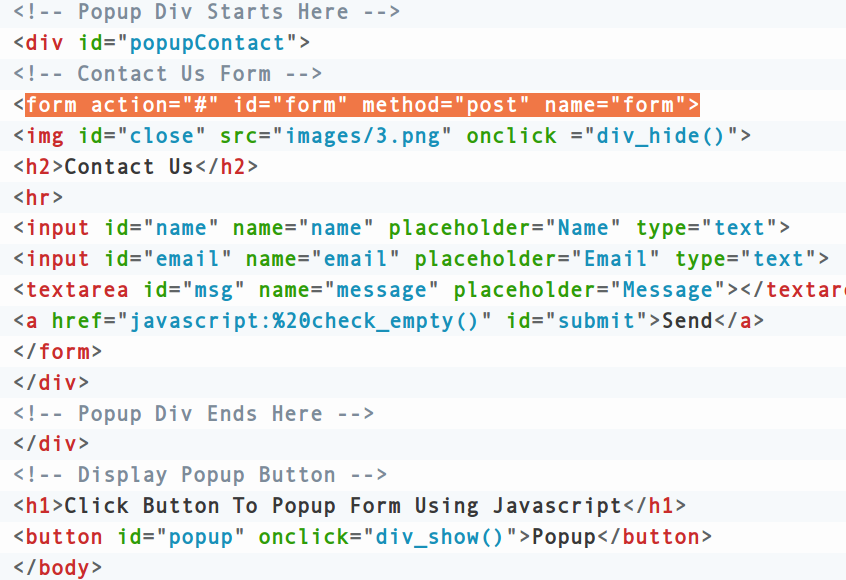 <!-- Popup Div Starts Here -->
<div id="popupContact">
<!-- Contact Us Form -->
<form action="#" id="form" method="post" name="form">
<img id="close" src="images/3.png" onclick ="div_hide()">
<h2>Contact Us</h2>
<hr>
<input id="name" name="name" placeholder="Name" type="text">
<input id="email" name="email" placeholder="Email" type="text">
<textarea id="msg" name="message" placeholder="Message"></textare
<a href="javascript:%20check_empty()" id="submit">Send</a>
</form>
</div>
<!-- Popup Div Ends Here -->
</div>
<!-- Display Popup Button -->
<h1>Click Button To Popup Form Using Javascript</h1>
<button id="popup" onclick="div_show()">Popup</button>
</body>